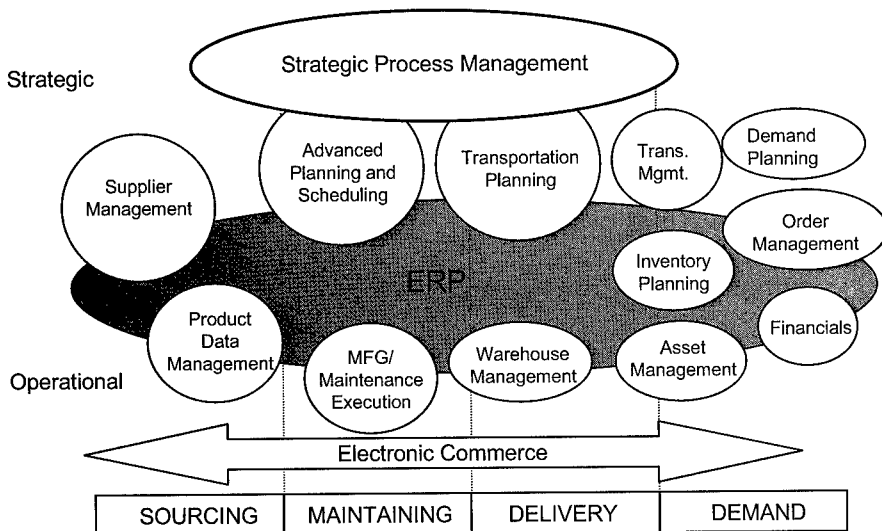 Strategic Process Management
Strategic
Advanced
Planning and
Scheduling
Transportation
Planning
Trans.
Mgmt.
Demand
Planning
Supplier
Management
Order
Management
ERP
Inventory
Planning
Product
Data
Management
MFG/
Maintenance
Execution
Warehouse
Management
Asset
Management
Financials
Operational
Electronic Commerce
SOURCING
MAINTAINING
DELIVERY
DEMAND